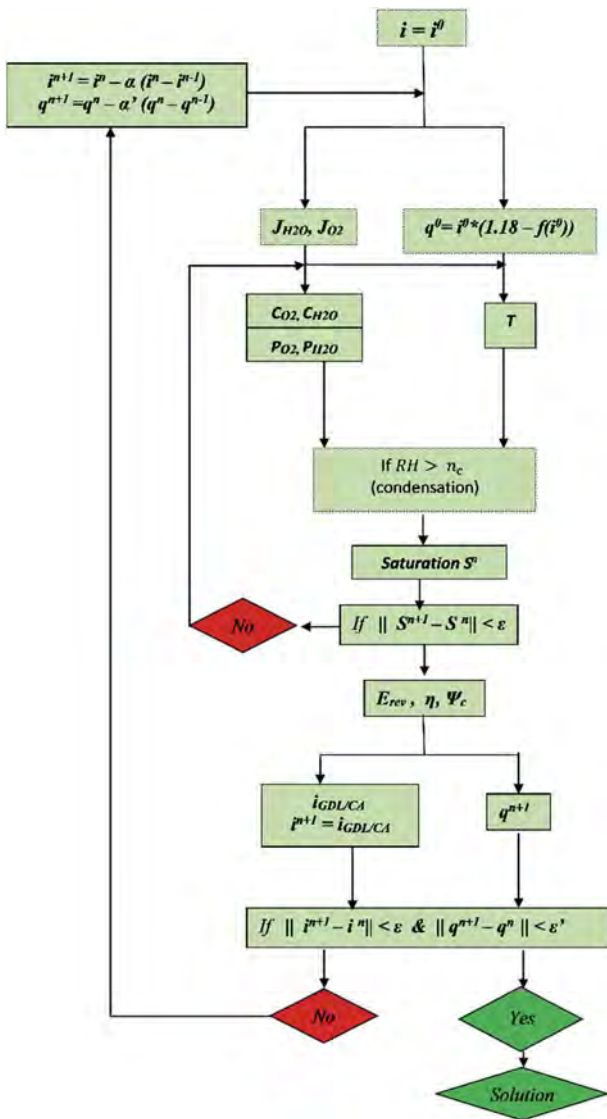 i = i⁰
iⁿ⁺¹ = iⁿ – α (iⁿ – iⁿ⁻¹)
qⁿ⁺¹ =qⁿ – α’ (qⁿ – qⁿ⁻¹)
J_H2O, J_O2
q⁰= i⁰*(1.18 – f(i⁰))
C_O2, C_H2O
P_O2, P_H2O
T
If RH > n_c
(condensation)
Saturation Sⁿ
If || Sⁿ⁺¹ – Sⁿ|| < ε
No
E_rev , η, Ψ_c
i_GDL/CA
iⁿ⁺¹ = i_GDL/CA
qⁿ⁺¹
If || iⁿ⁺¹ – iⁿ|| < ε & || qⁿ⁺¹ – qⁿ || < ε’
No
Yes
Solution